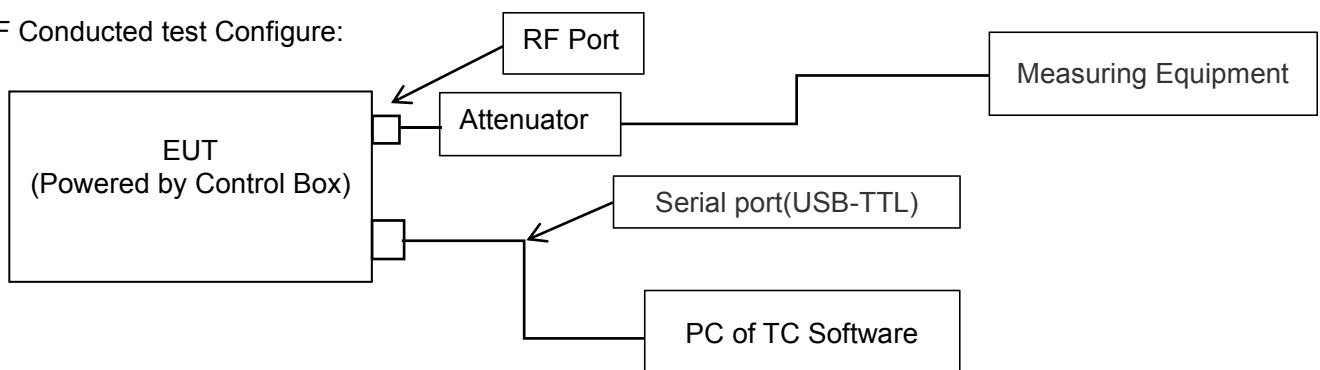 F Conducted test Configure:
RF Port
Measuring Equipment
Attenuator
EUT
(Powered by Control Box)
Serial port(USB-TTL)
PC of TC Software